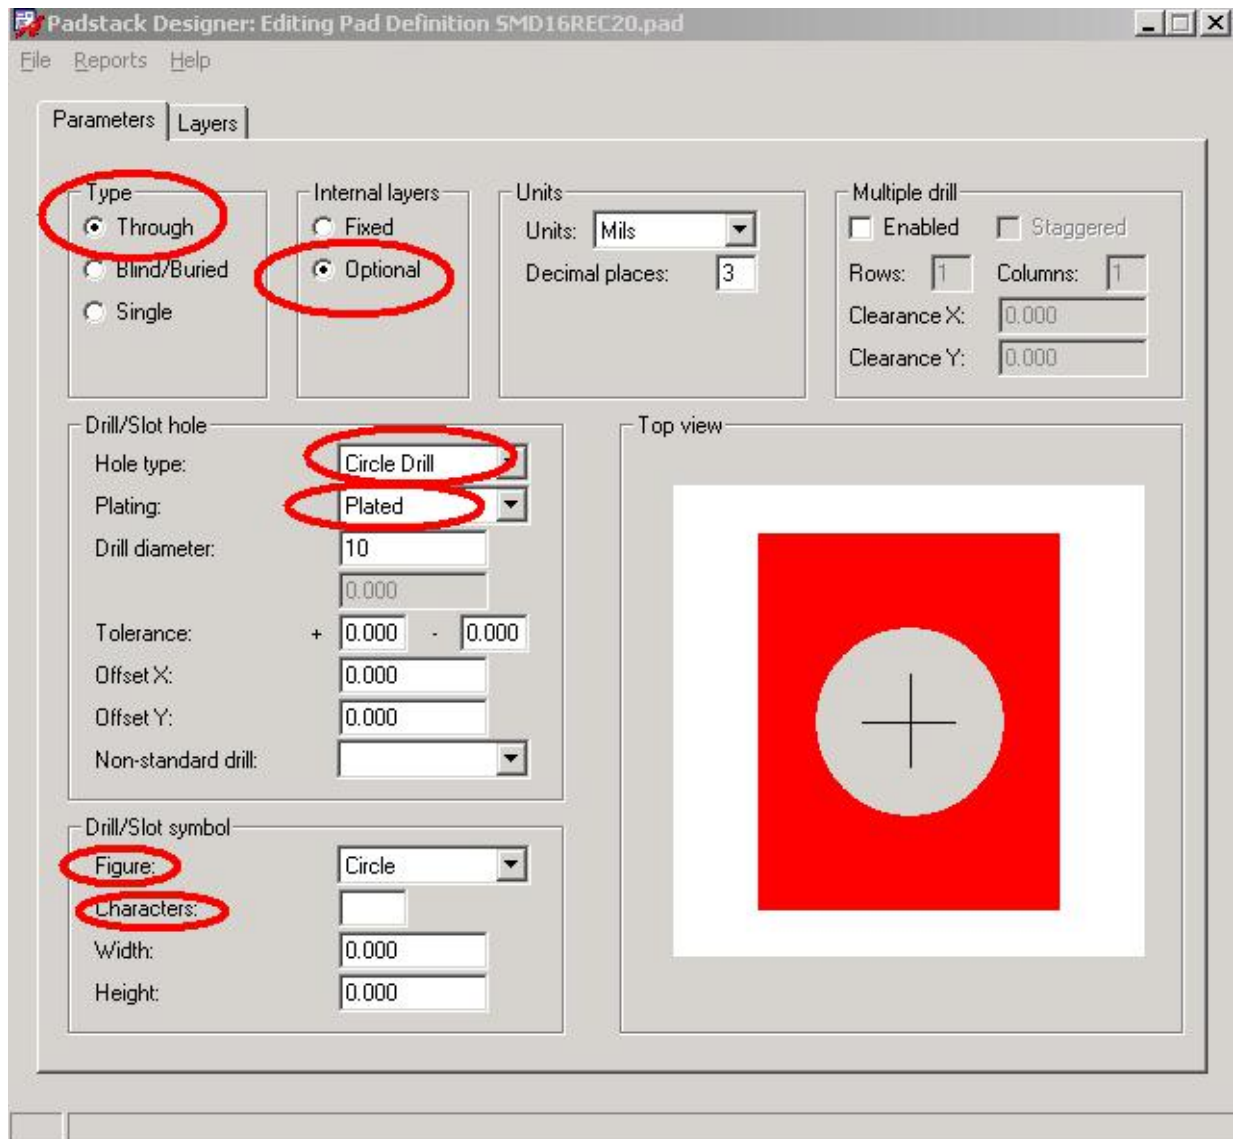 Padstack Designer: Editing Pad Definition SMD16REC20.pad
File Reports Help
Parameters Layers
Type
Through
Blind/Buried
Single
Internal layers
Fixed
Optional
Units
Units: Mils
Decimal places: 3
Multiple drill
Enabled Staggered
Rows: 1 Columns: 1
Clearance X: 0.000
Clearance Y: 0.000
Drill/Slot hole
Hole type: Circle Drill
Plating: Plated
Drill diameter: 10
0.000
Tolerance: + 0.000 - 0.000
Offset X: 0.000
Offset Y: 0.000
Non-standard drill:
Drill/Slot symbol
Figure: Circle
Characters:
Width: 0.000
Height: 0.000
Top view